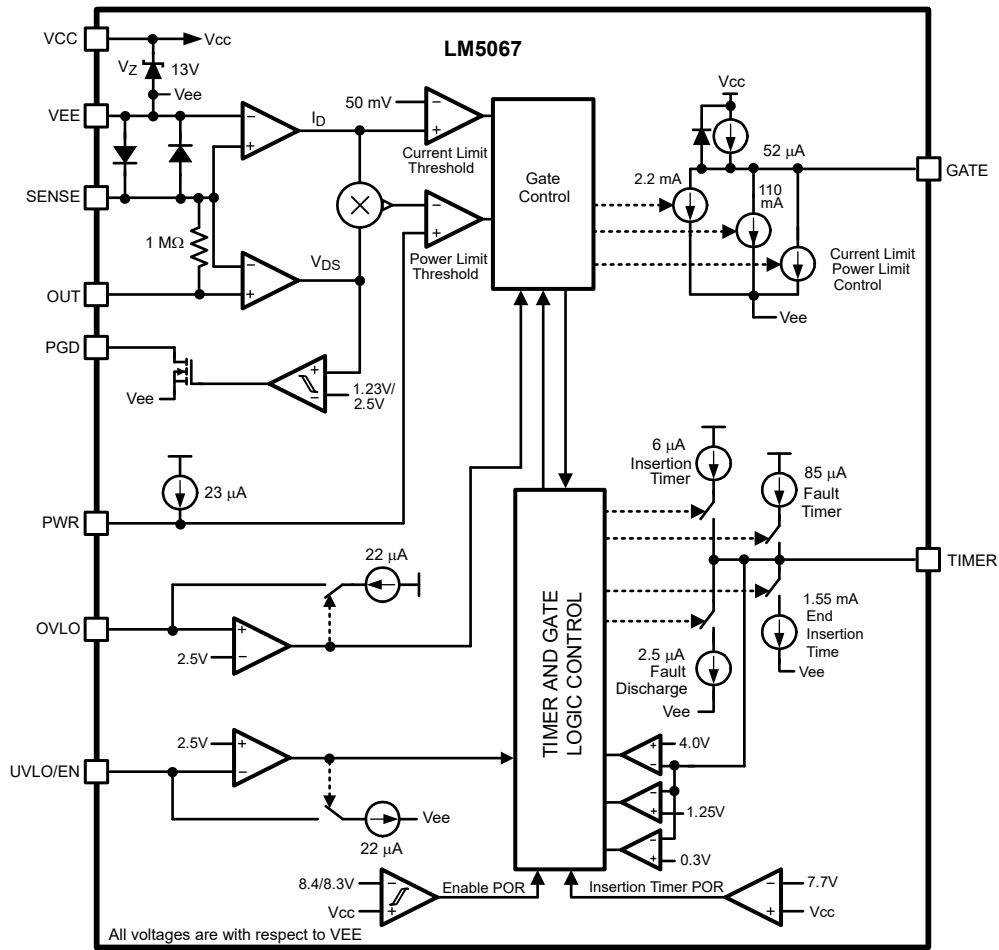 LM5067
VCC
Vcc
VZ
13V
Vee
VEE
SENSE
1 MΩ
OUT
PGD
Vee
ID
VDS
−
+
−
+
+
−
1.23V/
2.5V
50 mV
−
+
Current Limit
Threshold
−
+
Power Limit
Threshold
Gate
Control
Vcc
52 μA
2.2 mA
110
mA
Current Limit
Power Limit
Control
Vee
GATE
PWR
23 μA
OVLO
22 μA
2.5V
+
−
UVLO/EN
2.5V
+
−
22 μA
Vee
TIMER AND GATE
LOGIC CONTROL
6 μA
Insertion
Timer
85 μA
Fault
Timer
TIMER
1.55 mA
End
Insertion
Time
Vee
2.5 μA
Fault
Discharge
Vee
+
−
4.0V
−
+
1.25V
−
+
0.3V
8.4/8.3V
Vcc
−
+
Enable POR
Insertion Timer POR
−
+
7.7V
Vcc
All voltages are with respect to VEE